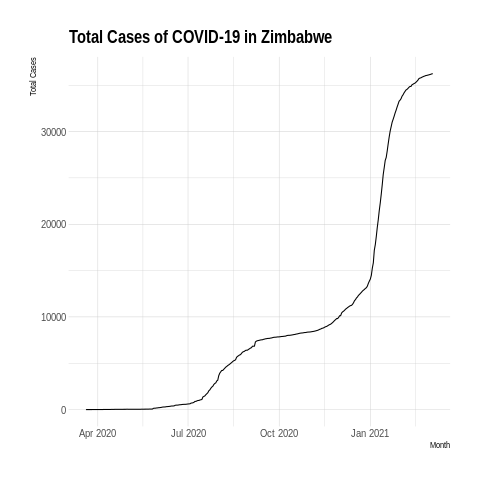 Total Cases of COVID-19 in Zimbabwe
Total Cases
30000
20000
10000
0
Apr 2020 Jul 2020 Oct 2020 Jan 2021
Month